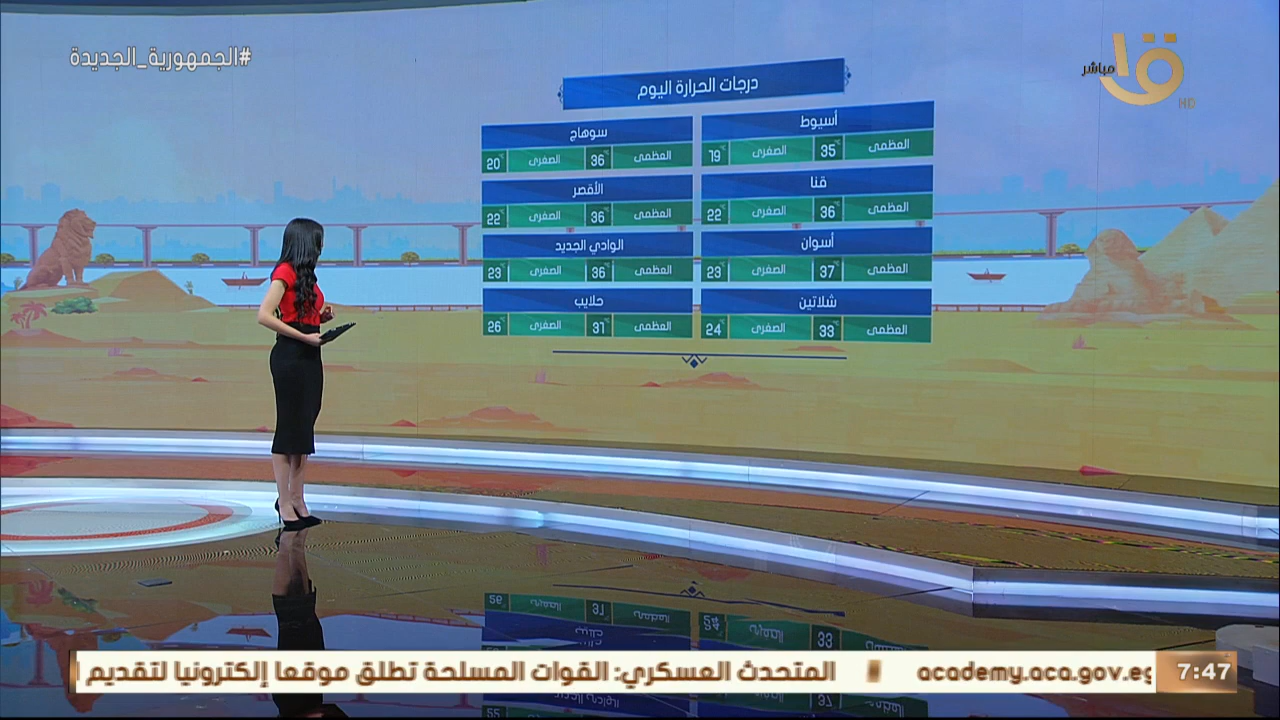 #الجمهورية_الجديدة
مباشر
HD
درجات الحرارة اليوم
أسيوط
العظمى 35 الصغرى 19
سوهاج
العظمى 36 الصغرى 20
قنا
العظمى 36 الصغرى 22
الأقصر
العظمى 36 الصغرى 22
أسوان
العظمى 37 الصغرى 23
الوادي الجديد
العظمى 36 الصغرى 23
شلاتين
العظمى 33 الصغرى 24
حلايب
العظمى 31 الصغرى 26
7:47
academy.aca.gov.eg
المتحدث العسكري: القوات المسلحة تطلق موقعا إلكترونيا لتقديم